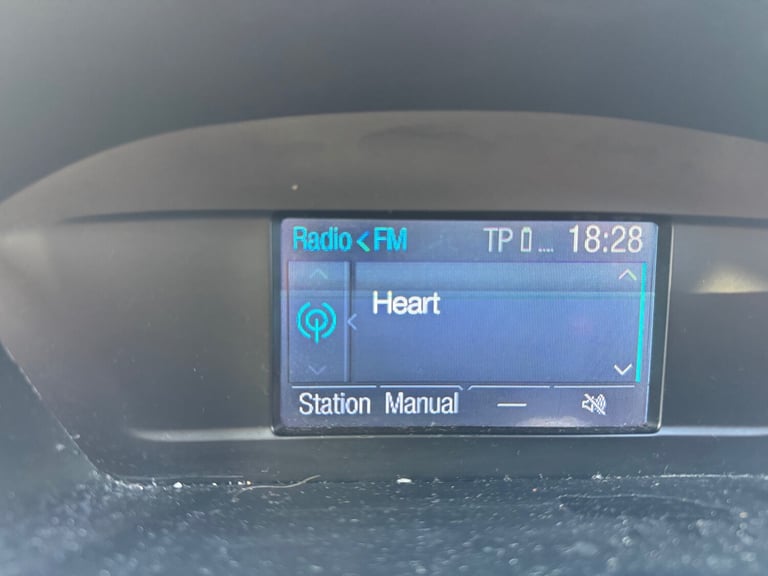 Radio < FM TP 18:28
Heart
Station Manual —